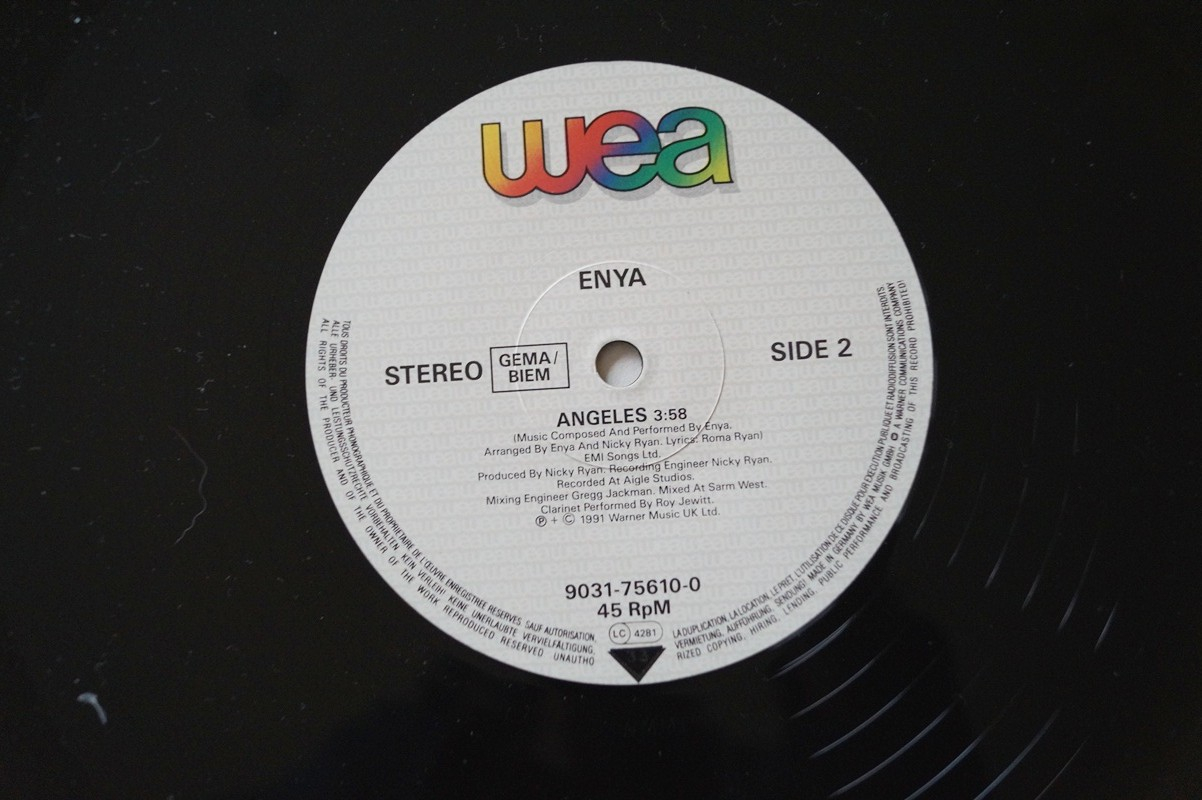 wea
ENYA
STEREO
GEMA/
BIEM
SIDE 2
ANGELES 3:58
(Music Composed And Performed By Enya.
Arranged By Enya And Nicky Ryan. Lyrics: Roma Ryan)
EMI Songs Ltd.
Produced By Nicky Ryan. Recording Engineer Nicky Ryan.
Recorded At Aigle Studios.
Mixing Engineer Gregg Jackman. Mixed At Sarm West.
Clarinet Performed By Roy Jewitt.
℗ + © 1991 Warner Music UK Ltd.
9031-75610-0
45 RpM
LC 4281
33
TOUS DROITS DU PRODUCTEUR PHONOGRAPHIQUE ET DU PROPRIETAIRE DE L'ŒUVRE ENREGISTREE RESERVES. SAUF AUTORISATION,
LA DUPLICATION, LA LOCATION, LE PRET, L'UTILISATION DE CE DISQUE POUR EXECUTION PUBLIQUE ET RADIODIFFUSION SONT INTERDITS.
ALLE URHEBER- UND LEISTUNGSSCHUTZRECHTE VORBEHALTEN. KEIN VERLEIH! KEINE UNERLAUBTE VERVIELFÄLTIGUNG,
VERMIETUNG, AUFFÜHRUNG, SENDUNG! MADE IN GERMANY BY WEA MUSIK GMBH A WARNER COMMUNICATIONS COMPANY
ALL RIGHTS OF THE PRODUCER AND OF THE OWNER OF THE WORK REPRODUCED RESERVED UNAUTHO
RIZED COPYING, HIRING, LENDING, PUBLIC PERFORMANCE AND BROADCASTING OF THIS RECORD PROHIBITED!